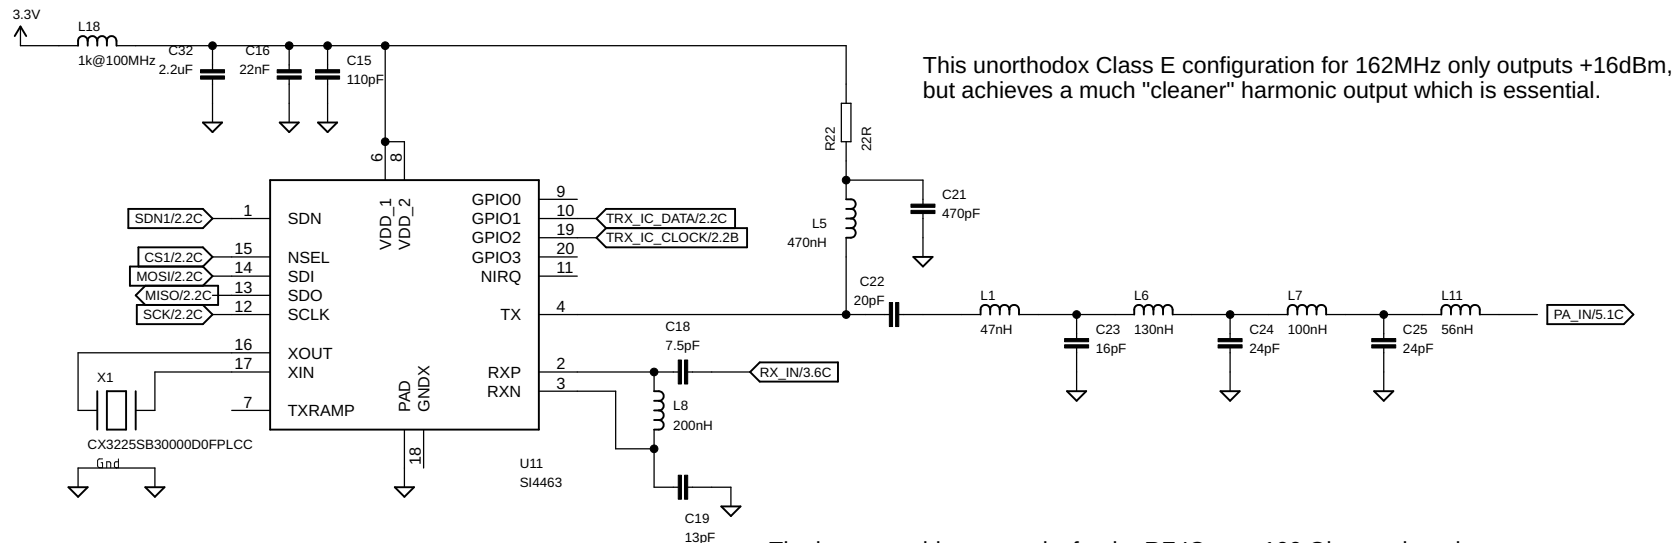 3.3V
L18
1k@100MHz
C32
2.2uF
C16
22nF
C15
110pF
This unorthodox Class E configuration for 162MHz only outputs +16dBm,
but achieves a much "cleaner" harmonic output which is essential.
R22
22R
6
8
VDD_1
VDD_2
SDN1/2.2C
1
SDN
CS1/2.2C
15
NSEL
MOSI/2.2C
14
SDI
MISO/2.2C
13
SDO
SCK/2.2C
12
SCLK
16
XOUT
17
XIN
7
TXRAMP
X1
CX3225SB30000D0FPLCC
Gnd
PAD
GNDX
18
GPIO0
9
GPIO1
10
TRX_IC_DATA/2.2C
GPIO2
19
TRX_IC_CLOCK/2.2B
GPIO3
20
NIRQ
11
TX
4
RXP
2
RXN
3
U11
SI4463
L5
470nH
C21
470pF
C22
20pF
L1
47nH
C23
16pF
L6
130nH
C24
24pF
L7
100nH
C25
24pF
L11
56nH
PA_IN/5.1C
C18
7.5pF
RX_IN/3.6C
L8
200nH
C19
13pF